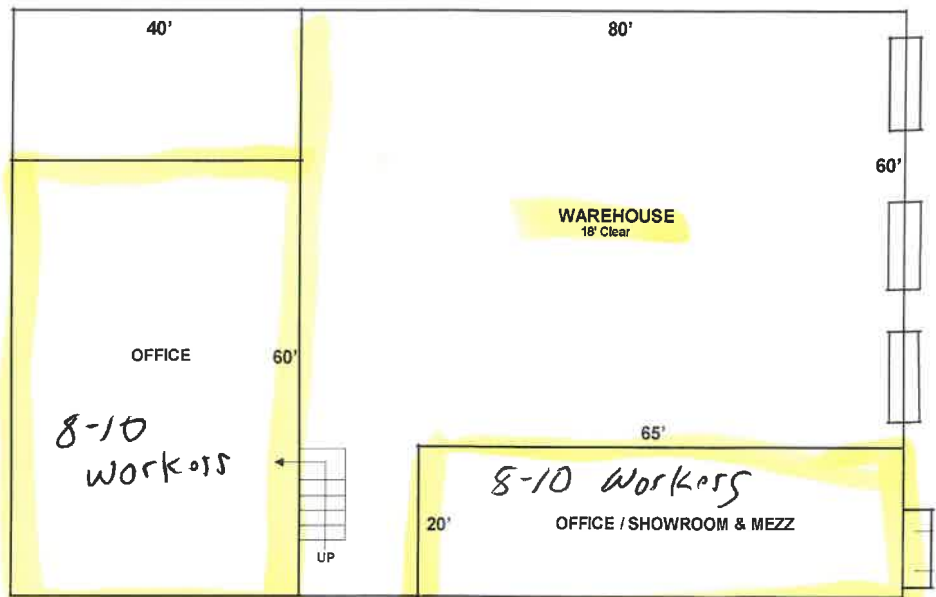 40'
80'
60'
WAREHOUSE
18' Clear
OFFICE
60'
8-10
workers
65'
8-10 Workers
20'
OFFICE / SHOWROOM & MEZZ
UP